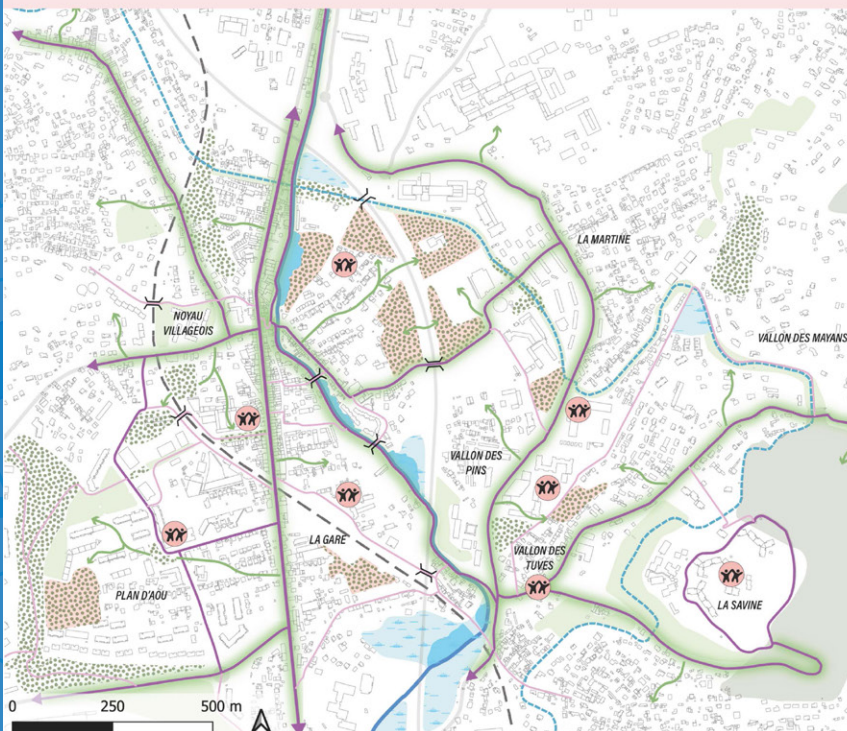 LA MARTINE
NOYAU
VILLAGEOIS
VALLON DES MAYANS
VALLON DES
PINS
LA GARE
VALLON DES
TUVES
PLAN D'AOU
LA SAVINE
0 250 500 m